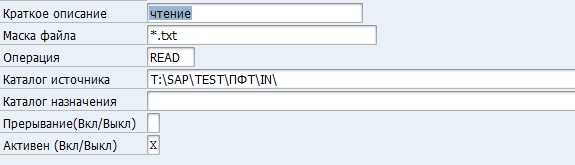 Краткое описание чтение
Маска файла *.txt
Операция READ
Каталог источника T:\SAP\TEST\ПФТ\IN\
Каталог назначения
Прерывание(Вкл/Выкл)
Активен (Вкл/Выкл) X